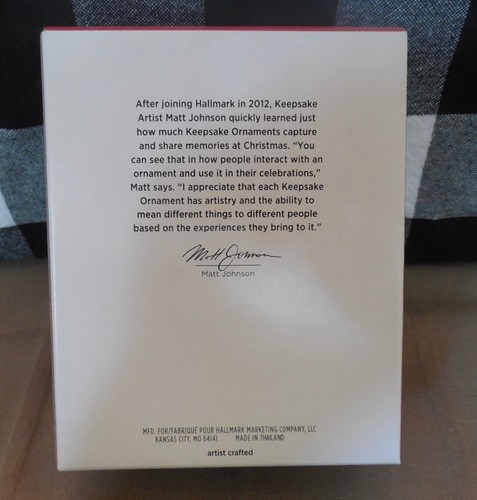 After joining Hallmark in 2012, Keepsake
Artist Matt Johnson quickly learned just
how much Keepsake Ornaments capture
and share memories at Christmas. “You
can see that in how people interact with an
ornament and use it in their celebrations,”
Matt says. “I appreciate that each Keepsake
Ornament has artistry and the ability to
mean different things to different people
based on the experiences they bring to it.”
Matt Johnson
Matt Johnson
MFD. FOR/FABRIQUÉ POUR HALLMARK MARKETING COMPANY, LLC
KANSAS CITY, MO 64141 MADE IN THAILAND
artist crafted